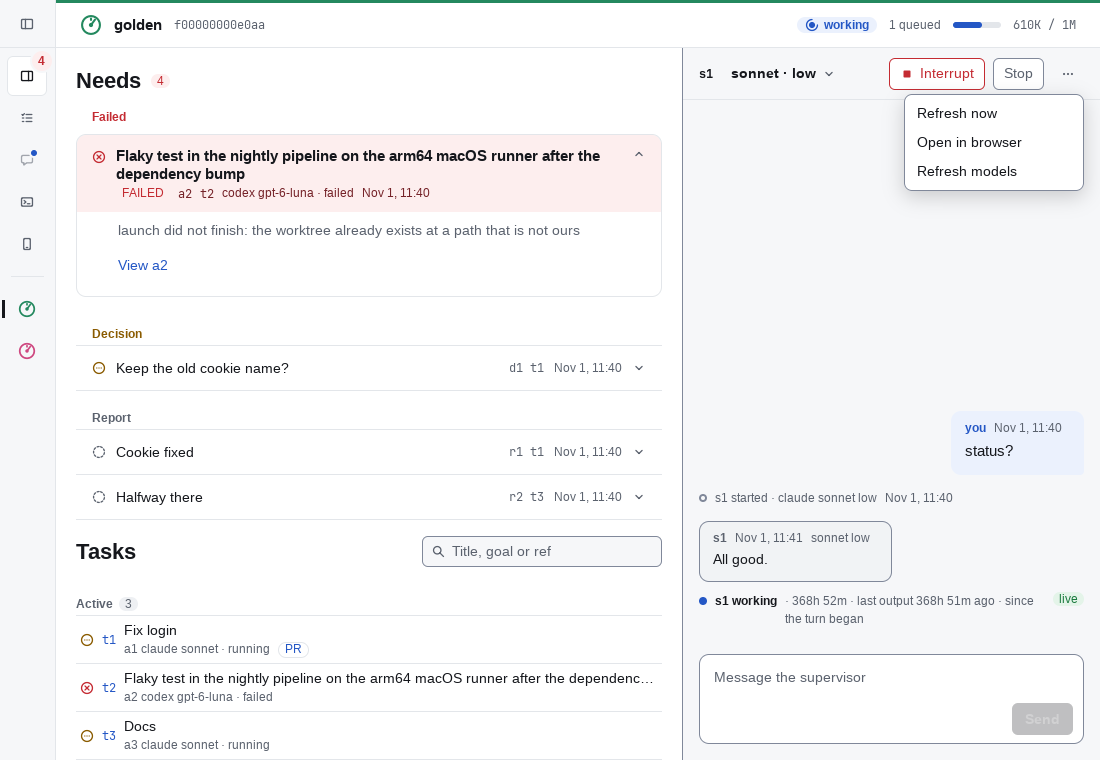 golden f00000000e0aa
working 1 queued 610K / 1M
4
Needs 4
Failed
Flaky test in the nightly pipeline on the arm64 macOS runner after the
dependency bump
FAILED a2 t2 codex gpt-6-luna · failed Nov 1, 11:40
launch did not finish: the worktree already exists at a path that is not ours
View a2
Decision
Keep the old cookie name? d1 t1 Nov 1, 11:40
Report
Cookie fixed r1 t1 Nov 1, 11:40
Halfway there r2 t3 Nov 1, 11:40
Tasks
Title, goal or ref
Active 3
t1 Fix login
a1 claude sonnet · running PR
t2 Flaky test in the nightly pipeline on the arm64 macOS runner after the dependenc…
a2 codex gpt-6-luna · failed
t3 Docs
a3 claude sonnet · running
s1 sonnet · low
Interrupt
Stop
Refresh now
Open in browser
Refresh models
you Nov 1, 11:40
status?
s1 started · claude sonnet low Nov 1, 11:40
s1 Nov 1, 11:41 sonnet low
All good.
s1 working · 368h 52m · last output 368h 51m ago · since
the turn began
live
Message the supervisor
Send